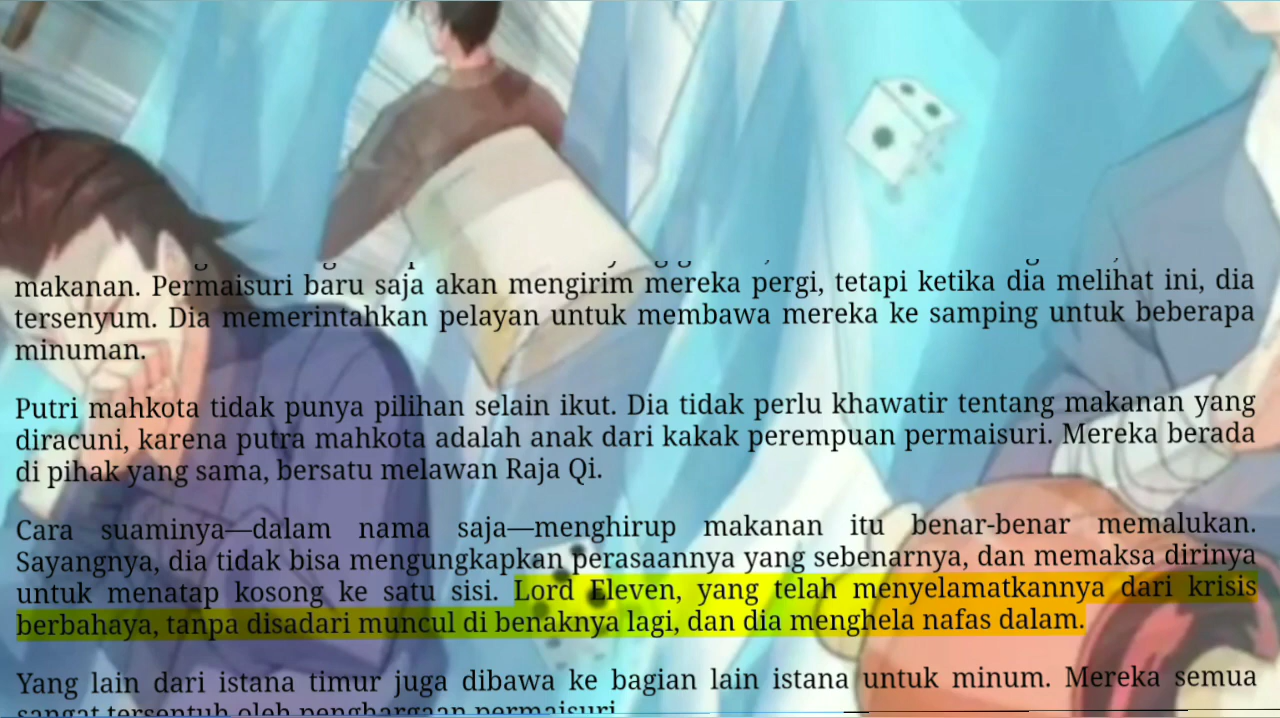 makanan. Permaisuri baru saja akan mengirim mereka pergi, tetapi ketika dia melihat ini, dia
tersenyum. Dia memerintahkan pelayan untuk membawa mereka ke samping untuk beberapa
minuman.
Putri mahkota tidak punya pilihan selain ikut. Dia tidak perlu khawatir tentang makanan yang
diracuni, karena putra mahkota adalah anak dari kakak perempuan permaisuri. Mereka berada
di pihak yang sama, bersatu melawan Raja Qi.
Cara suaminya—dalam nama saja—menghirup makanan itu benar-benar memalukan.
Sayangnya, dia tidak bisa mengungkapkan perasaannya yang sebenarnya, dan memaksa dirinya
untuk menatap kosong ke satu sisi. Lord Eleven, yang telah menyelamatkannya dari krisis
berbahaya, tanpa disadari muncul di benaknya lagi, dan dia menghela nafas dalam.
Yang lain dari istana timur juga dibawa ke bagian lain istana untuk minum. Mereka semua
sangat tersentuh oleh penghargaan permaisuri.